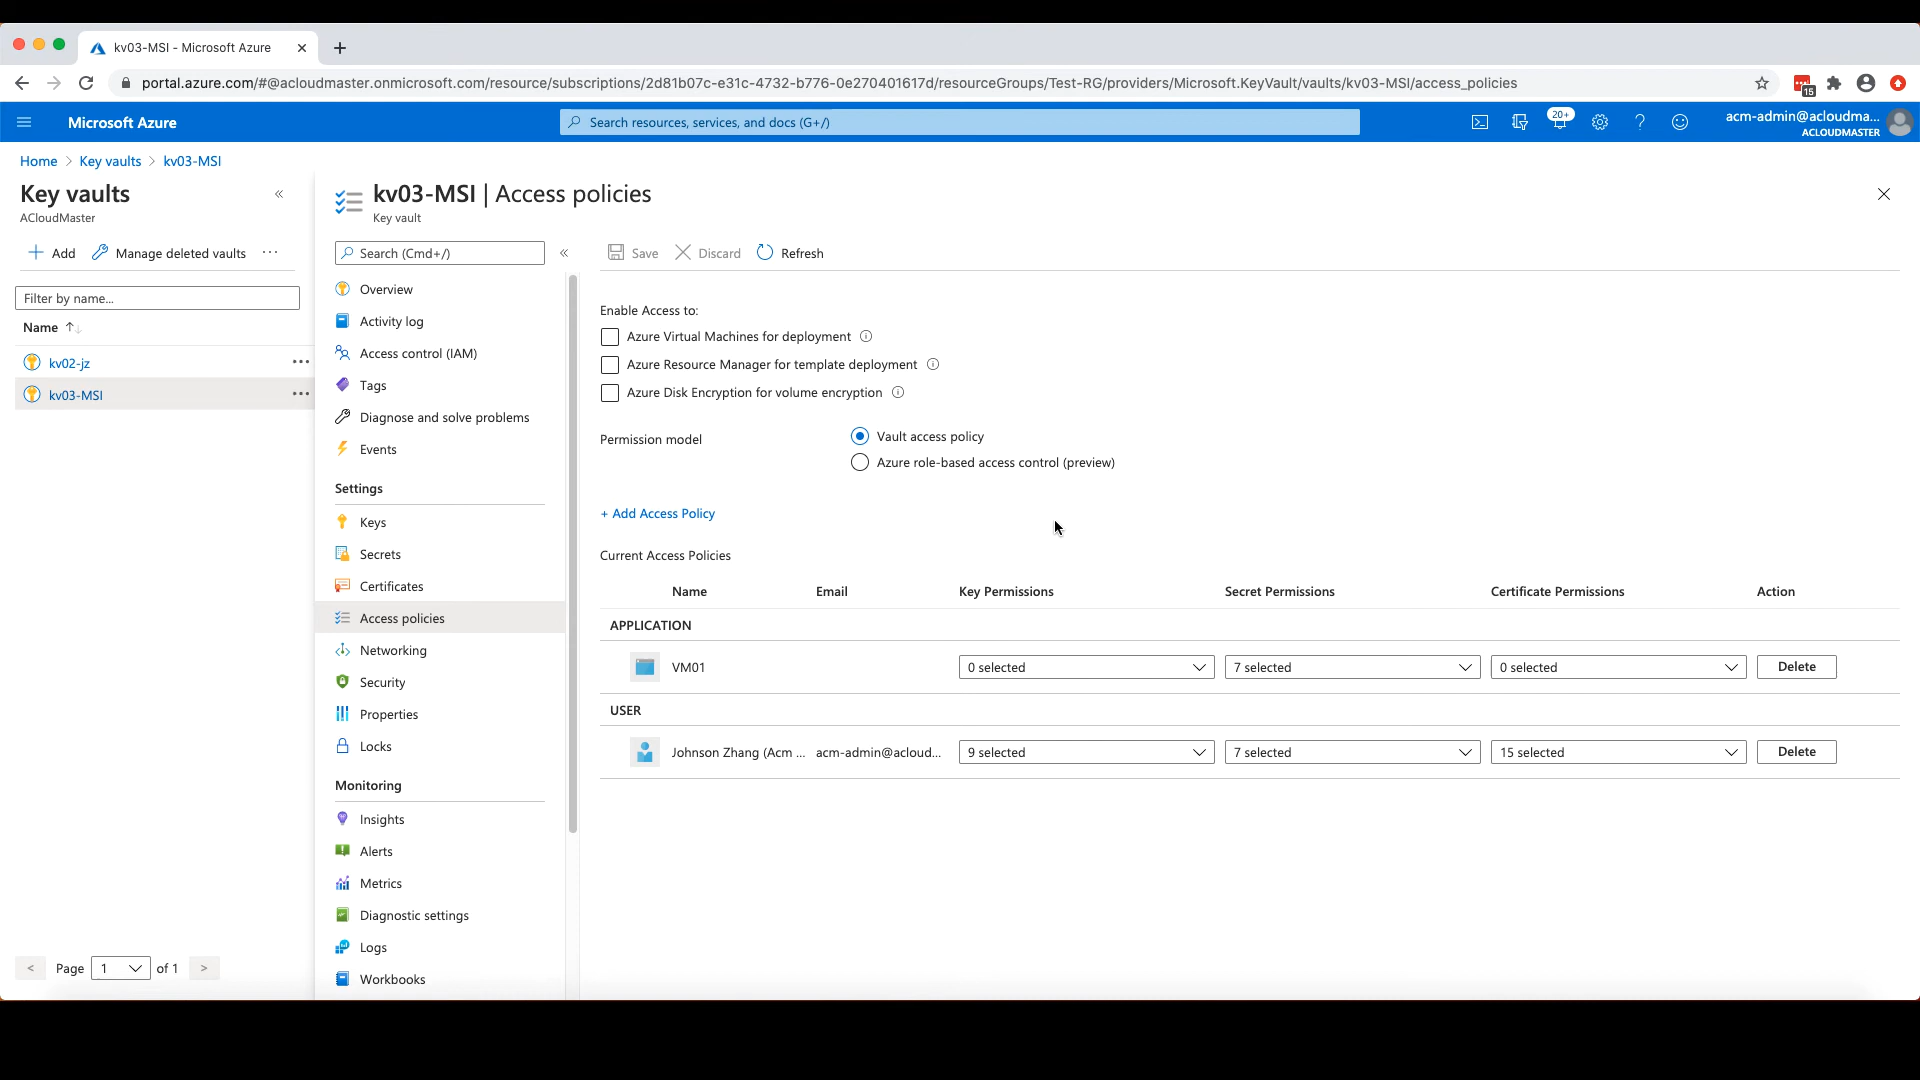 kv03-MSI - Microsoft Azure
portal.azure.com/#@acloudmaster.onmicrosoft.com/resource/subscriptions/2d81b07c-e31c-4732-b776-0e270401617d/resourceGroups/Test-RG/providers/Microsoft.KeyVault/vaults/kv03-MSI/access_policies
15
Microsoft Azure
Search resources, services, and docs (G+/)
20+
acm-admin@acloudma...
ACLOUDMASTER
Home > Key vaults > kv03-MSI
Key vaults
ACloudMaster
Add
Manage deleted vaults
Filter by name...
Name
kv02-jz
kv03-MSI
< Page 1 of 1 >
kv03-MSI | Access policies
Key vault
Search (Cmd+/)
Overview
Activity log
Access control (IAM)
Tags
Diagnose and solve problems
Events
Settings
Keys
Secrets
Certificates
Access policies
Networking
Security
Properties
Locks
Monitoring
Insights
Alerts
Metrics
Diagnostic settings
Logs
Workbooks
Save Discard Refresh
Enable Access to:
Azure Virtual Machines for deployment
Azure Resource Manager for template deployment
Azure Disk Encryption for volume encryption
Permission model
Vault access policy
Azure role-based access control (preview)
+ Add Access Policy
Current Access Policies
Name Email Key Permissions Secret Permissions Certificate Permissions Action
APPLICATION
VM01 0 selected 7 selected 0 selected Delete
USER
Johnson Zhang (Acm ... acm-admin@acloud... 9 selected 7 selected 15 selected Delete